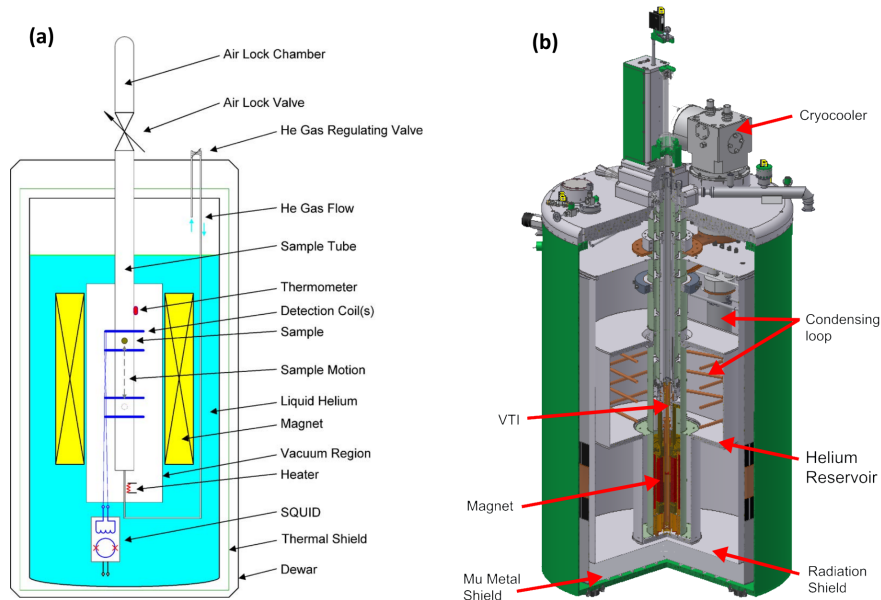 (a)
Air Lock Chamber
Air Lock Valve
He Gas Regulating Valve
He Gas Flow
Sample Tube
Thermometer
Detection Coil(s)
Sample
Sample Motion
Liquid Helium
Magnet
Vacuum Region
Heater
SQUID
Thermal Shield
Dewar
(b)
Cryocooler
Condensing
loop
VTI
Helium
Reservoir
Magnet
Mu Metal
Shield
Radiation
Shield